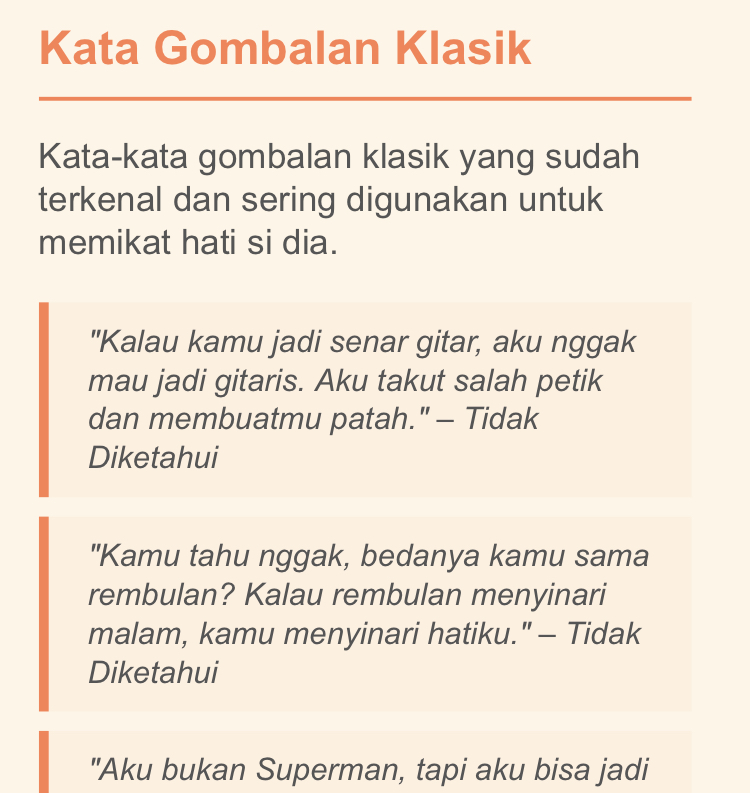 Kata Gombalan Klasik
Kata-kata gombalan klasik yang sudah
terkenal dan sering digunakan untuk
memikat hati si dia.
"Kalau kamu jadi senar gitar, aku nggak
mau jadi gitaris. Aku takut salah petik
dan membuatmu patah." – Tidak
Diketahui
"Kamu tahu nggak, bedanya kamu sama
rembulan? Kalau rembulan menyinari
malam, kamu menyinari hatiku." – Tidak
Diketahui
"Aku bukan Superman, tapi aku bisa jadi